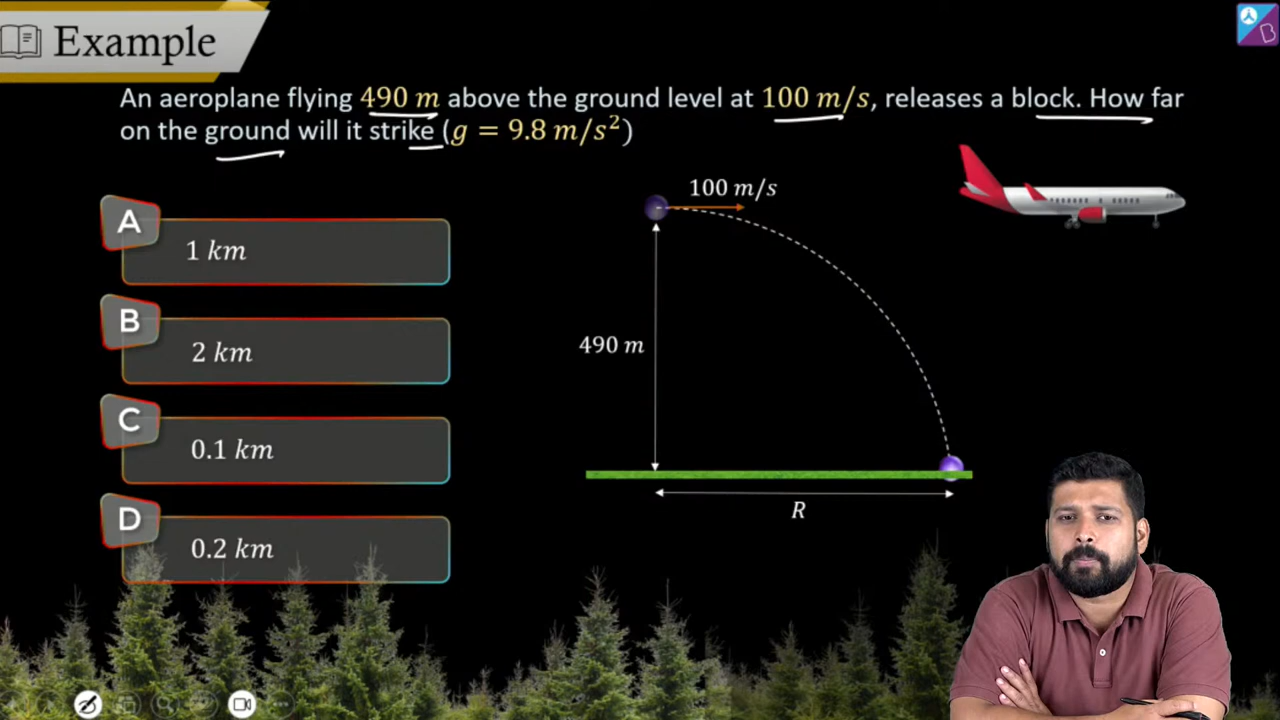 Example
An aeroplane flying 490 m above the ground level at 100 m/s, releases a block. How far
on the ground will it strike (g = 9.8 m/s²)
100 m/s
A
1 km
B
2 km
490 m
C
0.1 km
R
D
0.2 km
B